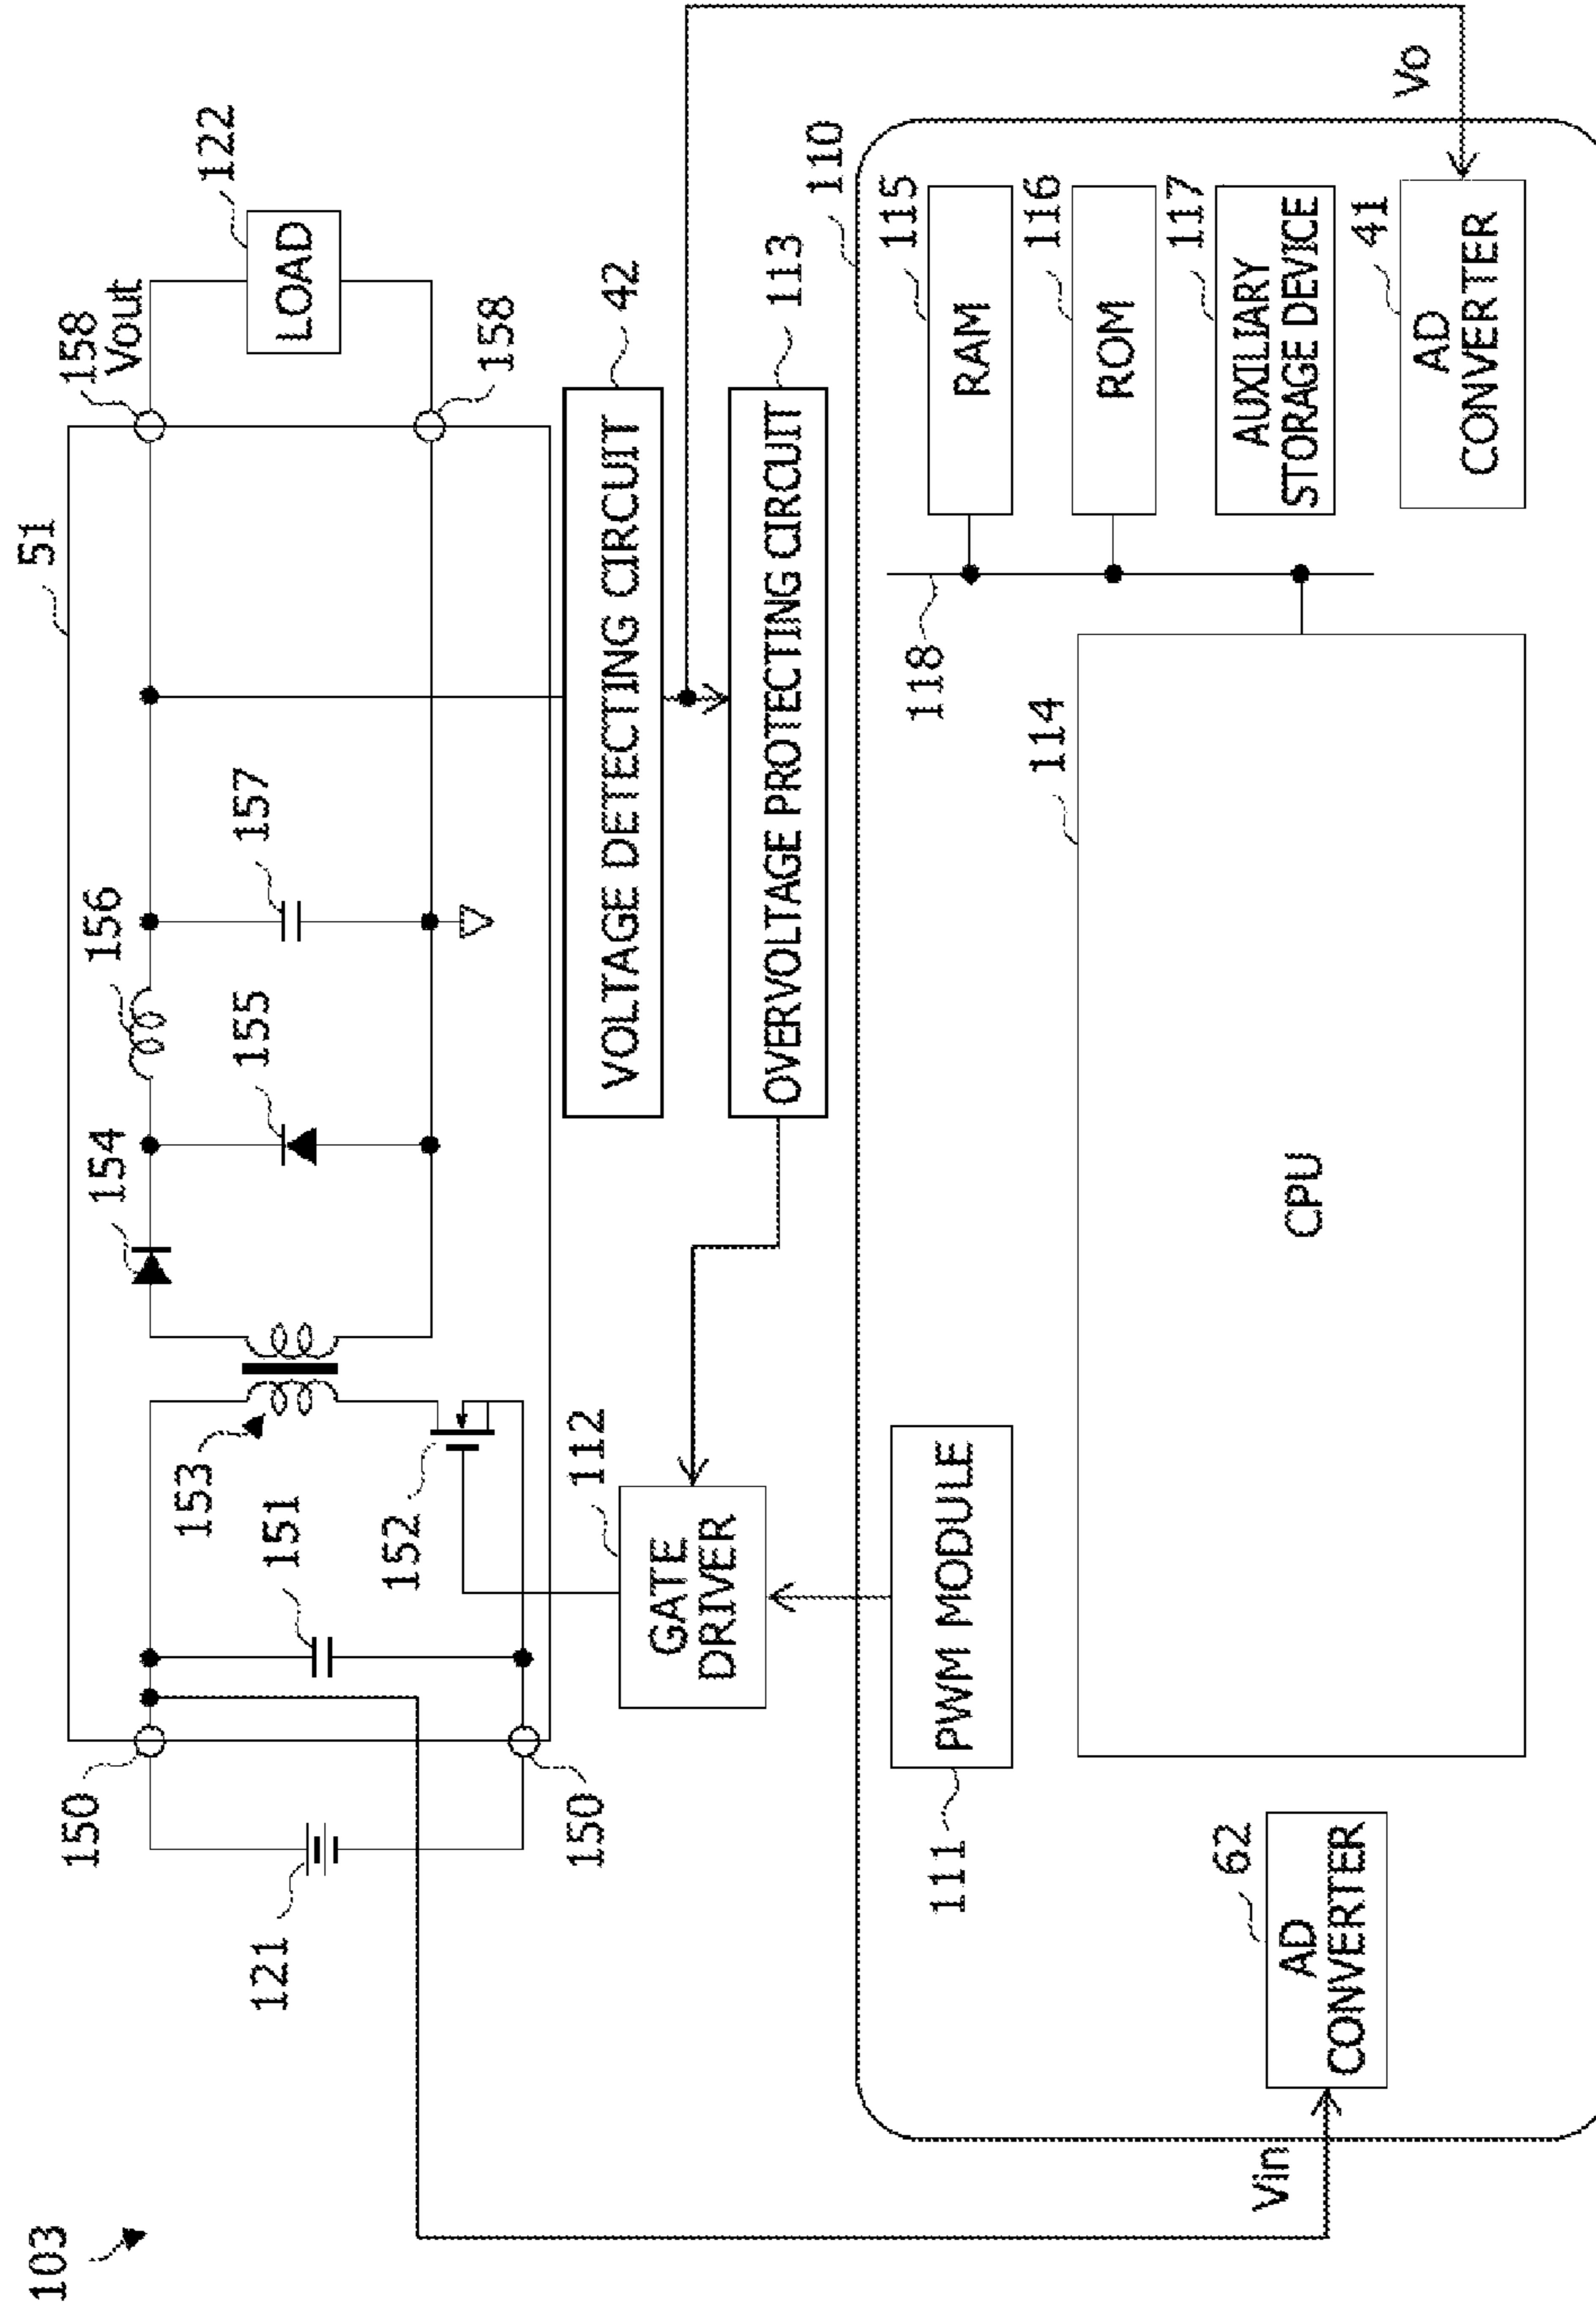 103
51
150
150
121
151
153
152
154
155
156
157
158
Vout
158
LOAD
122
VOLTAGE DETECTING CIRCUIT
42
OVERVOLTAGE PROTECTING CIRCUIT
113
GATE
DRIVER
112
110
PWM MODULE
111
Vin
AD
CONVERTER
62
CPU
114
118
RAM
115
ROM
116
AUXILIARY
STORAGE DEVICE
117
AD
CONVERTER
41
Vo